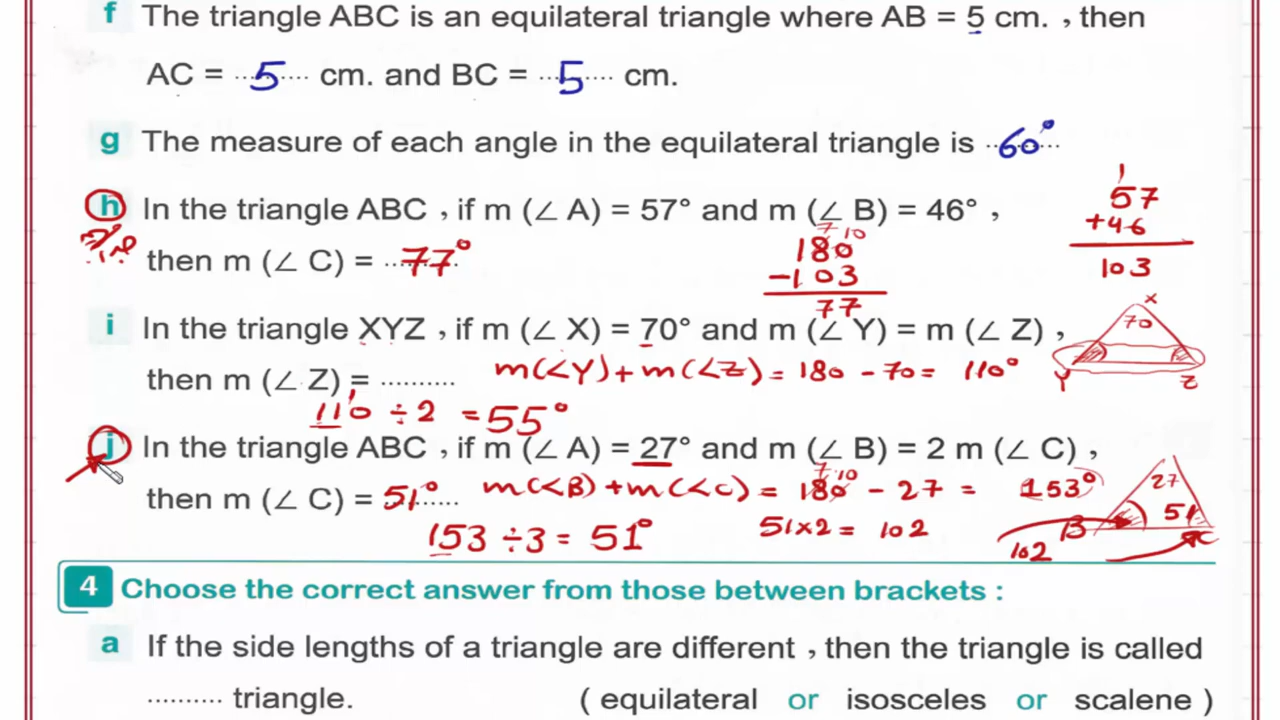 f The triangle ABC is an equilateral triangle where AB = 5 cm. , then
AC = ...5... cm. and BC = ...5... cm.
g The measure of each angle in the equilateral triangle is ..60°...
h In the triangle ABC , if m (∠ A) = 57° and m (∠ B) = 46° ,
1
57
+46
103
then m (∠ C) = ..77°..
7 10
180
-103
77
i In the triangle XYZ , if m (∠ X) = 70° and m (∠ Y) = m (∠ Z) ,
X
70
Y
Z
then m (∠ Z) = .......... m(∠Y) + m(∠Z) = 180 - 70 = 110°
110 ÷ 2 = 55°
j In the triangle ABC , if m (∠ A) = 27° and m (∠ B) = 2 m (∠ C) ,
then m (∠ C) = 51°..... m(∠B) + m(∠C) = 180 - 27 = 153°
7 10
153 ÷ 3 = 51° 51 x 2 = 102
27
51
B
C
102
4 Choose the correct answer from those between brackets :
a If the side lengths of a triangle are different , then the triangle is called
.......... triangle. ( equilateral or isosceles or scalene )